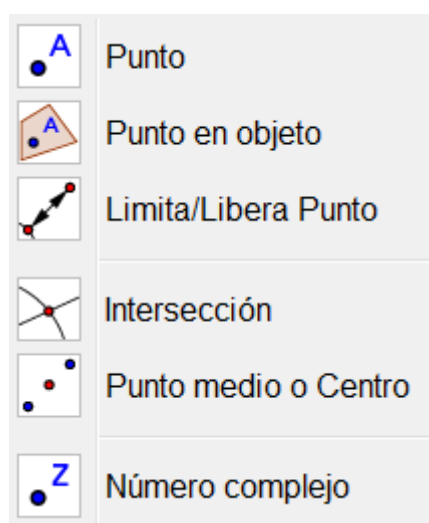 A Punto
A Punto en objeto
Limita/Libera Punto
Intersección
Punto medio o Centro
Z Número complejo